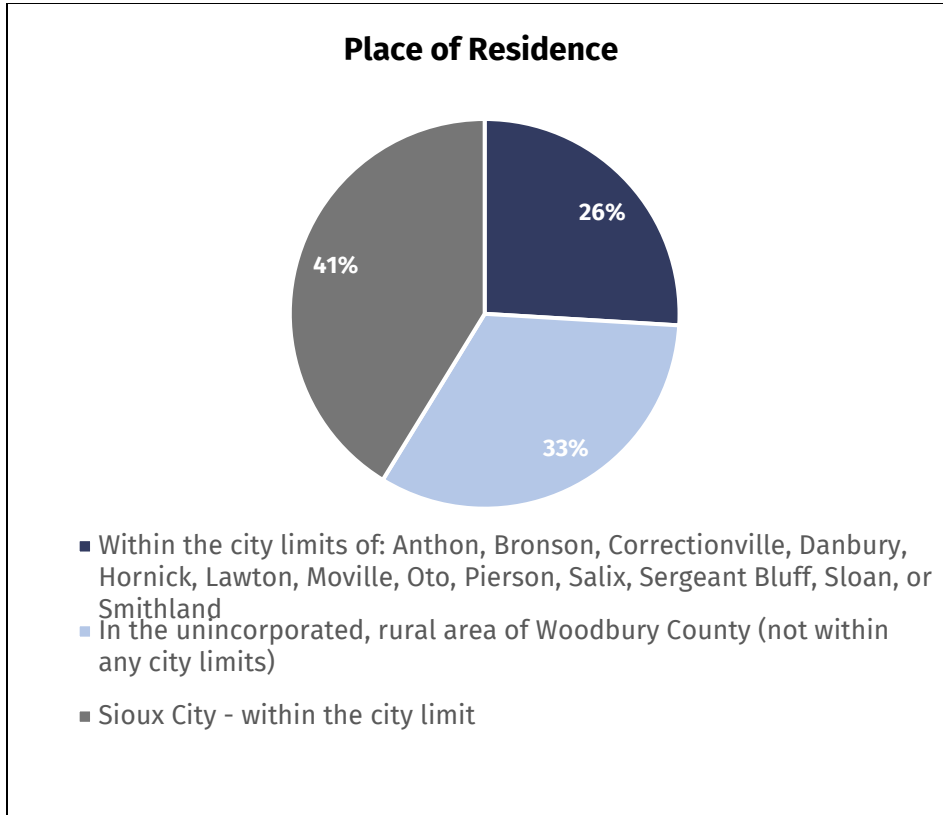 Place of Residence
26%
41%
33%
Within the city limits of: Anthon, Bronson, Correctionville, Danbury,
Hornick, Lawton, Moville, Oto, Pierson, Salix, Sergeant Bluff, Sloan, or
Smithland
In the unincorporated, rural area of Woodbury County (not within
any city limits)
Sioux City - within the city limit